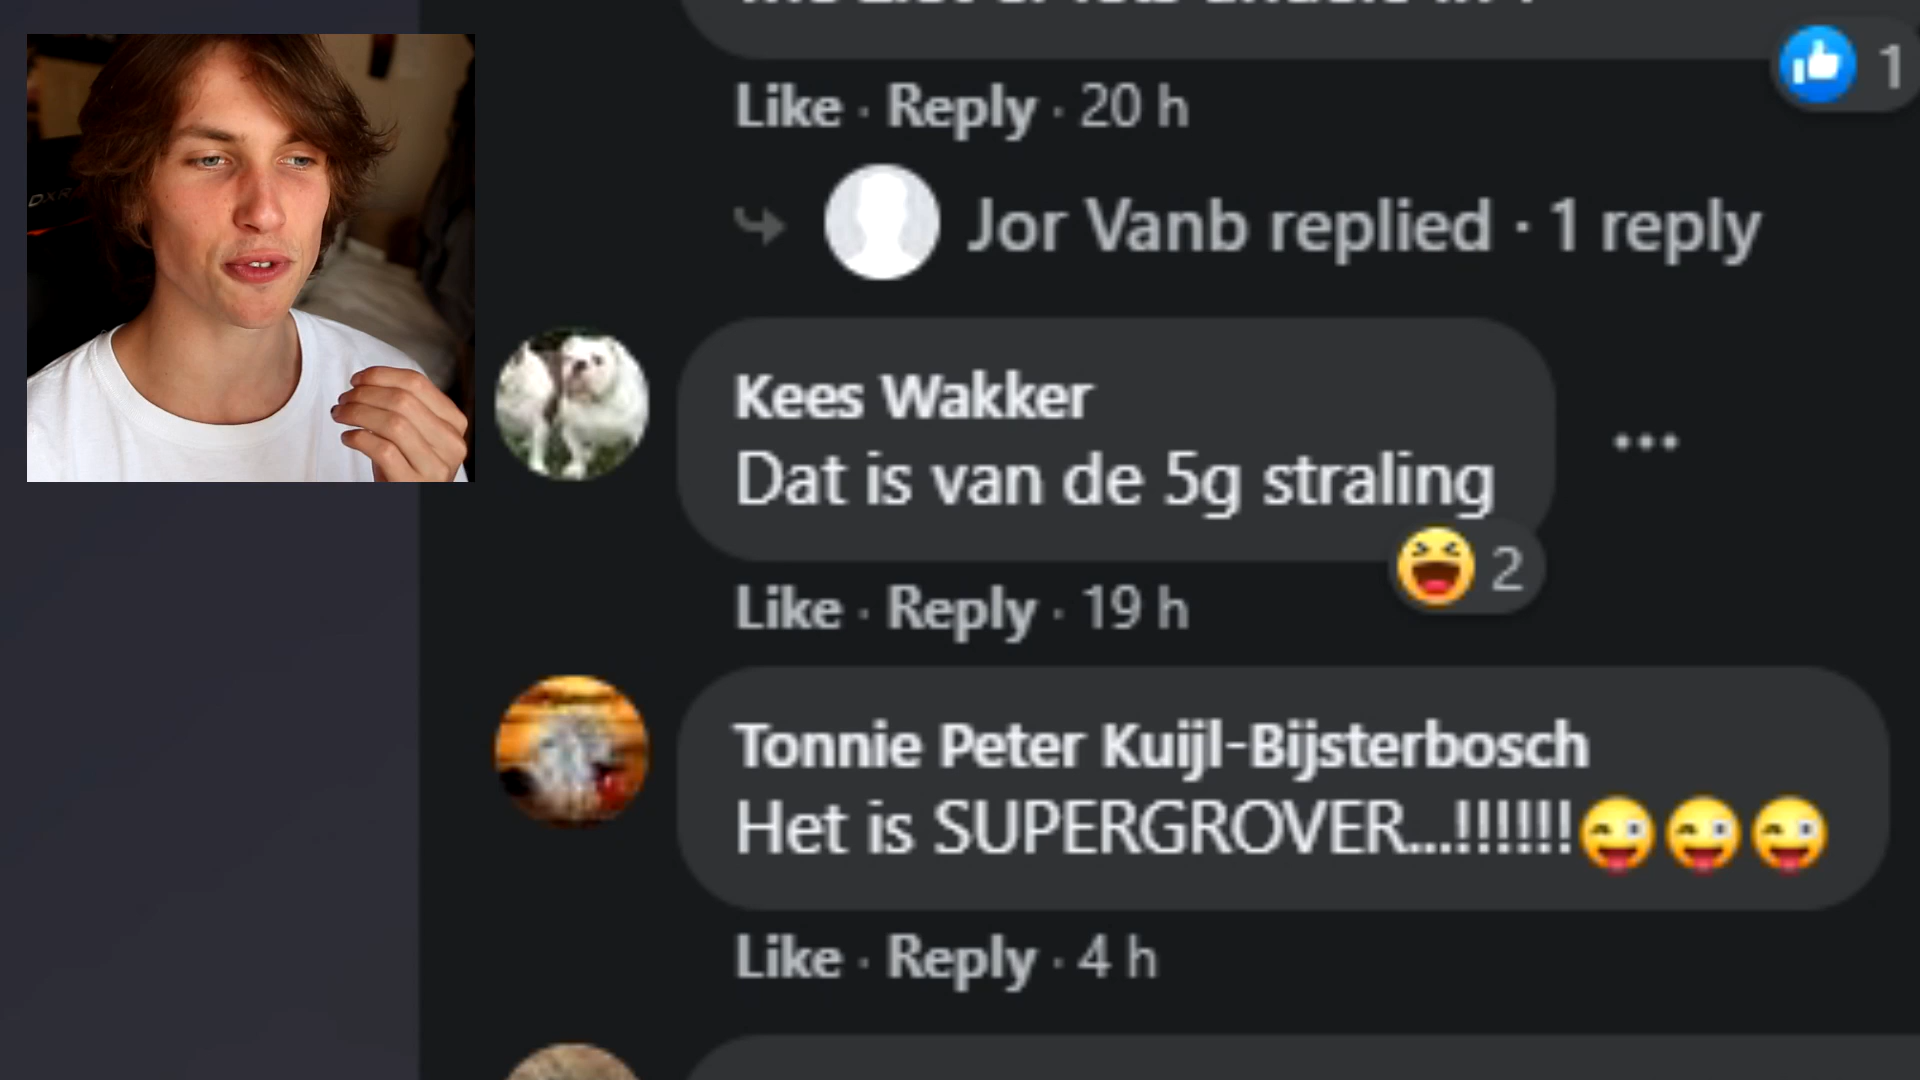 Like · Reply · 20 h
1
Jor Vanb replied · 1 reply
Kees Wakker
Dat is van de 5g straling
2
Like · Reply · 19 h
Tonnie Peter Kuijl-Bijsterbosch
Het is SUPERGROVER...!!!!!!😜😜😜
Like · Reply · 4 h